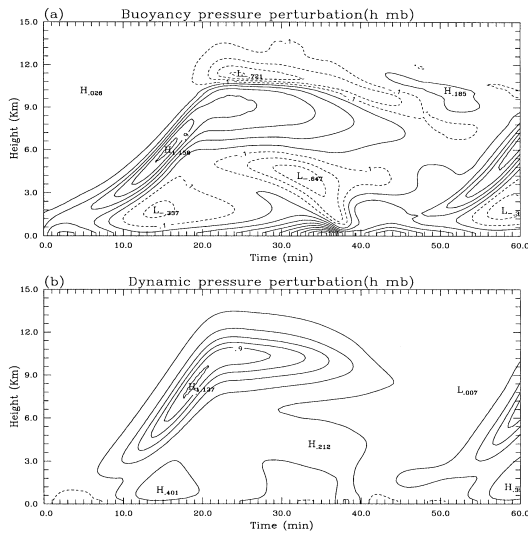 (a) Buoyancy pressure perturbation(h mb)
15.0
12.0
9.0
6.0
3.0
0.0
Height (Km)
H.026
H.185
H1.159
L-.337
L-.647
0.0 10.0 20.0 30.0 40.0 50.0 60.0
Time (min)
(b) Dynamic pressure perturbation(h mb)
15.0
12.0
9.0
6.0
3.0
0.0
Height (Km)
.9
L.007
H.212
H.401
0.0 10.0 20.0 30.0 40.0 50.0 60.0
Time (min)